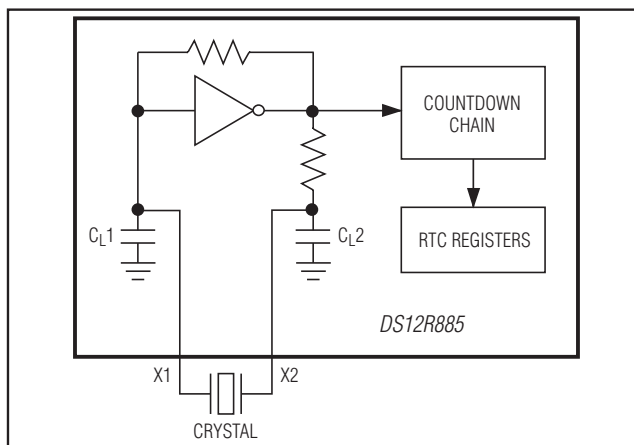 COUNTDOWN
CHAIN
CL1
CL2
RTC REGISTERS
DS12R885
X1
X2
CRYSTAL